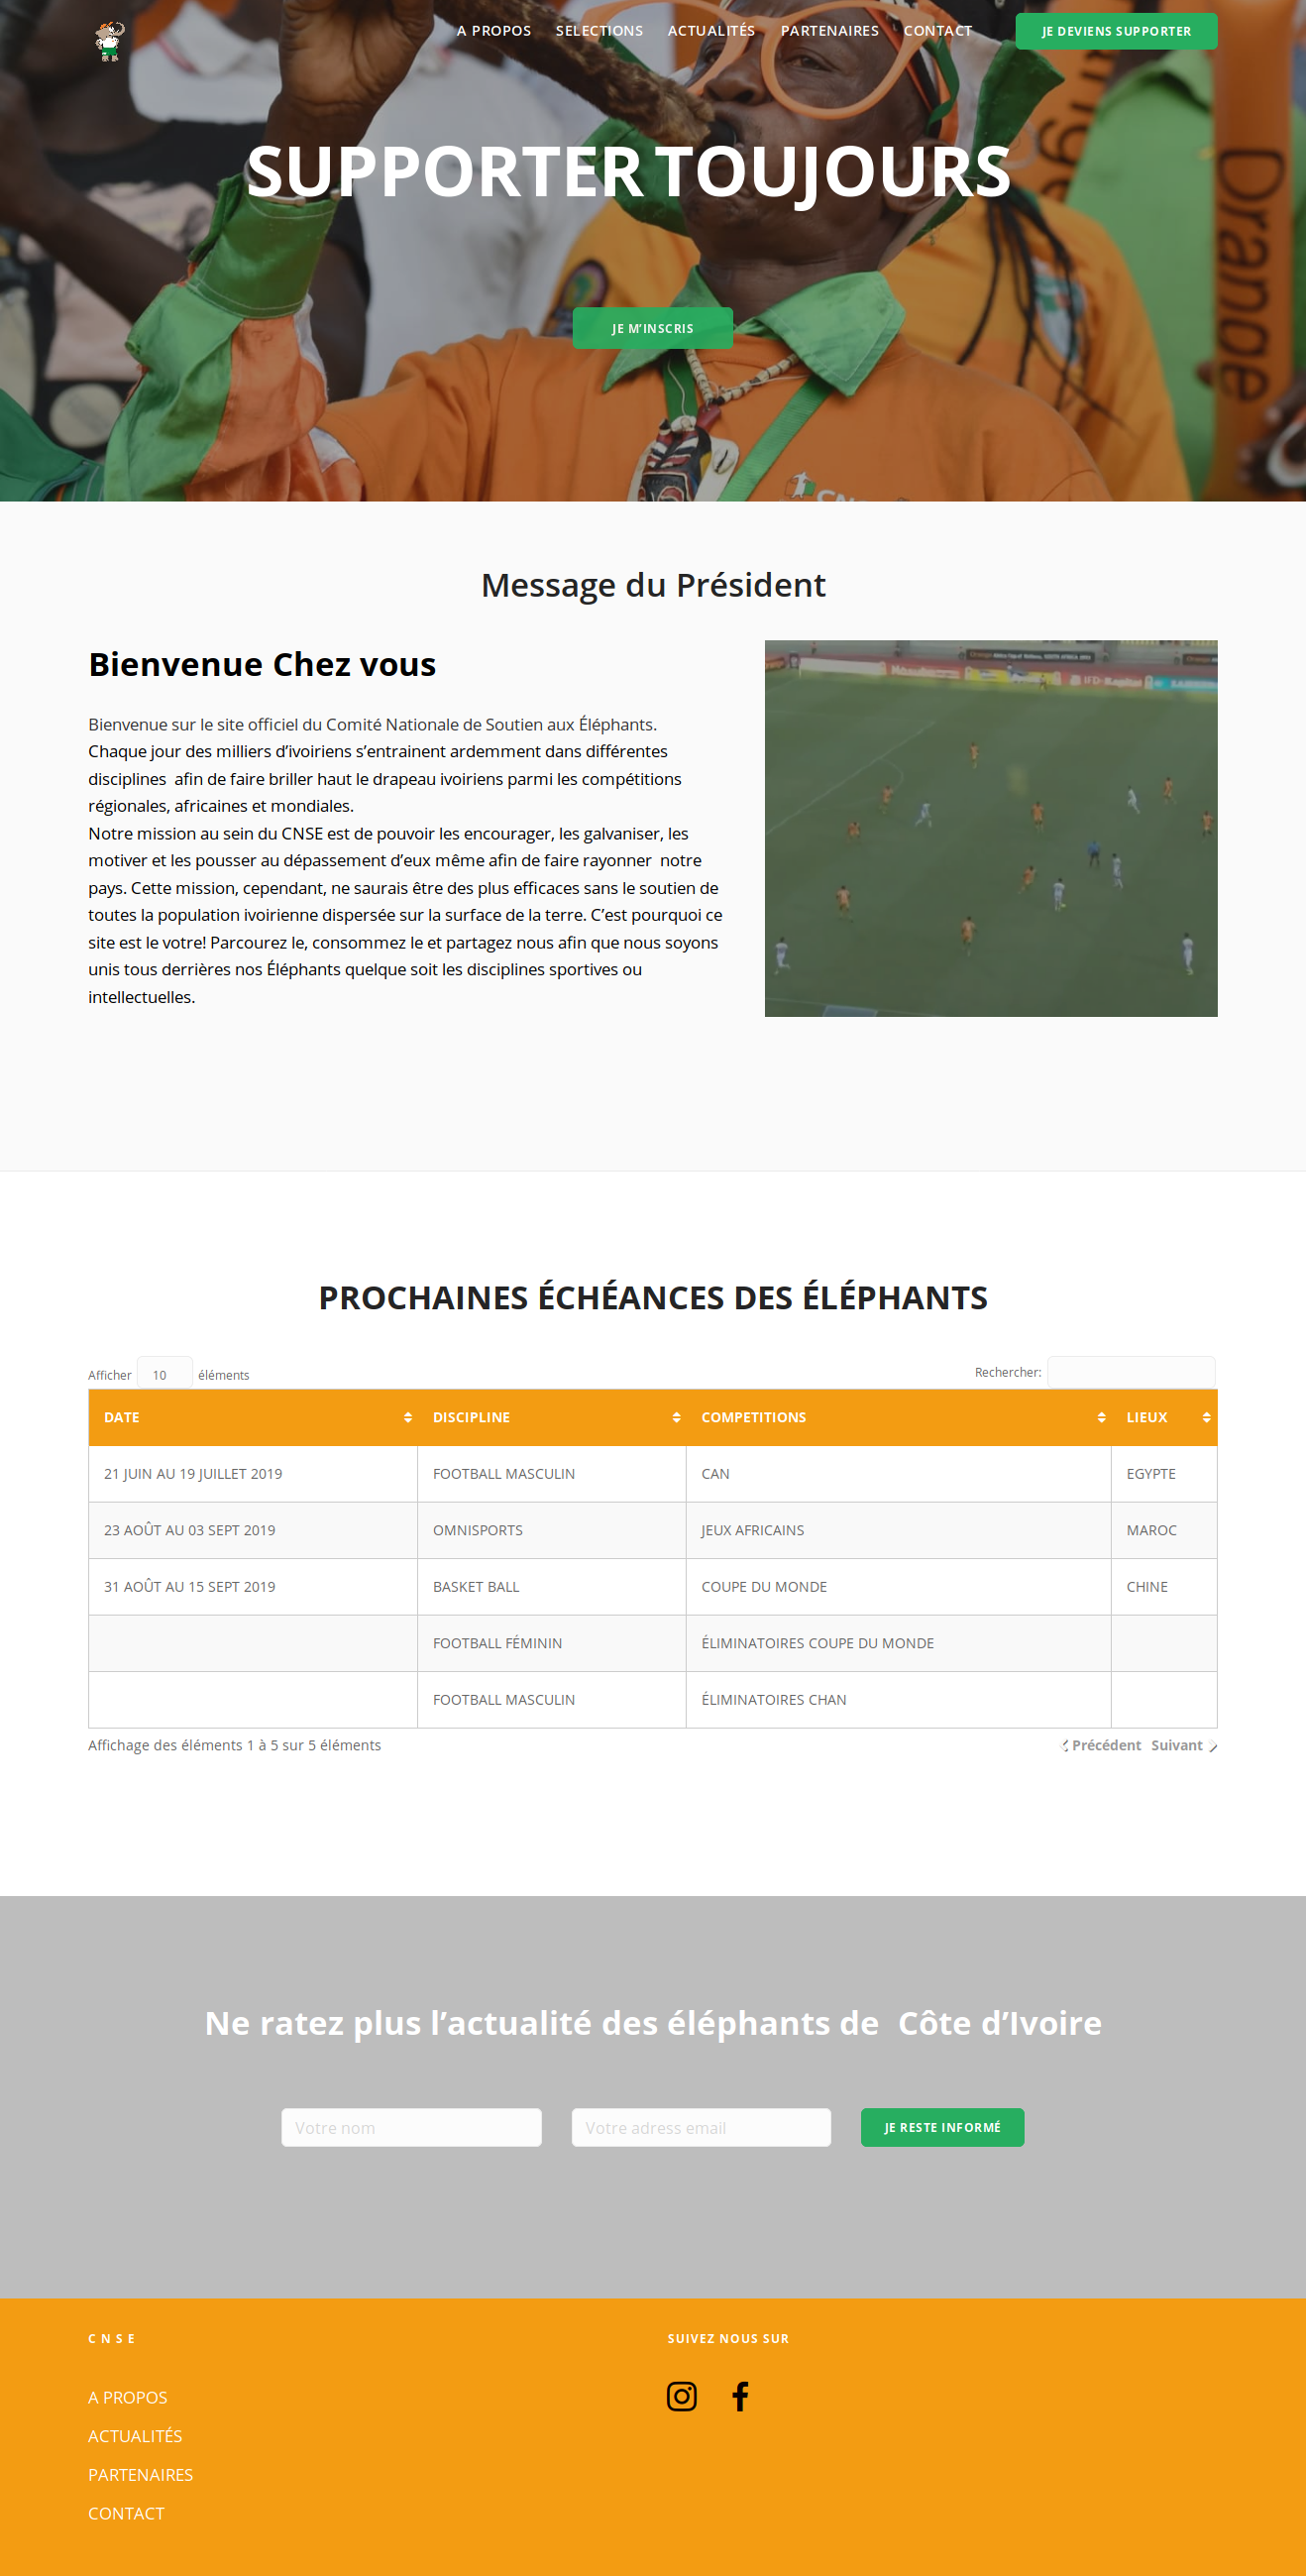 A PROPOS SELECTIONS ACTUALITÉS PARTENAIRES CONTACT JE DEVIENS SUPPORTER
SUPPORTER TOUJOURS
Orange
JE M’INSCRIS
Message du Président
Bienvenue Chez vous
Bienvenue sur le site officiel du Comité Nationale de Soutien aux Éléphants.
Chaque jour des milliers d’ivoiriens s’entrainent ardemment dans différentes
disciplines  afin de faire briller haut le drapeau ivoiriens parmi les compétitions
régionales, africaines et mondiales.
Notre mission au sein du CNSE est de pouvoir les encourager, les galvaniser, les
motiver et les pousser au dépassement d’eux même afin de faire rayonner  notre
pays. Cette mission, cependant, ne saurais être des plus efficaces sans le soutien de
toutes la population ivoirienne dispersée sur la surface de la terre. C’est pourquoi ce
site est le votre! Parcourez le, consommez le et partagez nous afin que nous soyons
unis tous derrières nos Éléphants quelque soit les disciplines sportives ou
intellectuelles.
PROCHAINES ÉCHÉANCES DES ÉLÉPHANTS
Afficher 10 éléments Rechercher:
DATE DISCIPLINE COMPETITIONS LIEUX
21 JUIN AU 19 JUILLET 2019 FOOTBALL MASCULIN CAN EGYPTE
23 AOÛT AU 03 SEPT 2019 OMNISPORTS JEUX AFRICAINS MAROC
31 AOÛT AU 15 SEPT 2019 BASKET BALL COUPE DU MONDE CHINE
FOOTBALL FÉMININ ÉLIMINATOIRES COUPE DU MONDE
FOOTBALL MASCULIN ÉLIMINATOIRES CHAN
Affichage des éléments 1 à 5 sur 5 éléments Précédent Suivant
Ne ratez plus l’actualité des éléphants de  Côte d’Ivoire
Votre nom Votre adress email JE RESTE INFORMÉ
C N S E SUIVEZ NOUS SUR
A PROPOS
ACTUALITÉS
PARTENAIRES
CONTACT